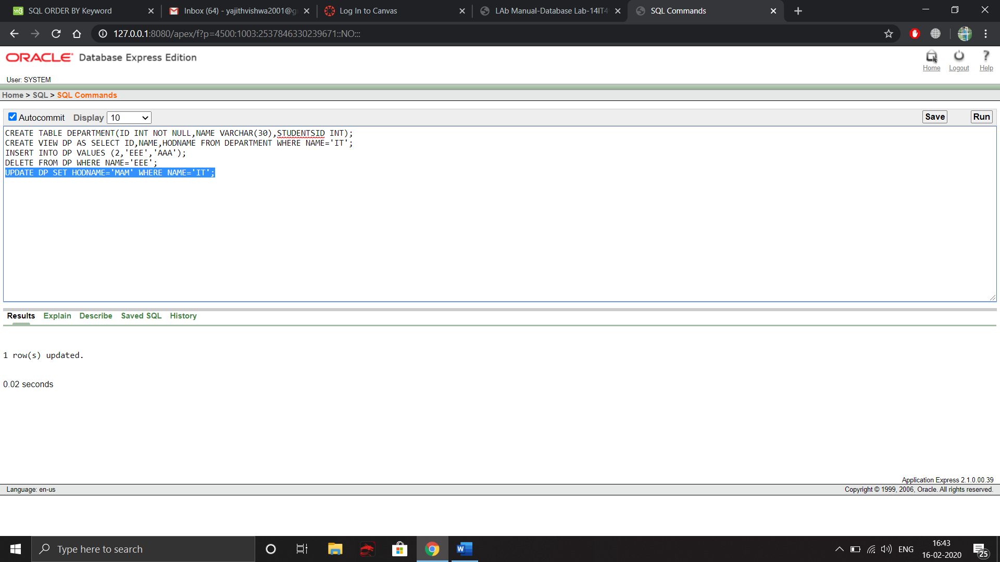 SQL ORDER BY Keyword
Inbox (64) - yajithvishwa2001@g
Log In to Canvas
LAb Manual-Database Lab-14IT4
SQL Commands
127.0.0.1:8080/apex/f?p=4500:1003:2537846330239671::NO:::
ORACLE Database Express Edition
Home Logout Help
User: SYSTEM
Home > SQL > SQL Commands
Autocommit Display 10 Save Run
CREATE TABLE DEPARTMENT(ID INT NOT NULL,NAME VARCHAR(30),STUDENTSID INT);
CREATE VIEW DP AS SELECT ID,NAME,HODNAME FROM DEPARTMENT WHERE NAME='IT';
INSERT INTO DP VALUES (2,'EEE','AAA');
DELETE FROM DP WHERE NAME='EEE';
UPDATE DP SET HODNAME='MAM' WHERE NAME='IT';
Results Explain Describe Saved SQL History
1 row(s) updated.
0.02 seconds
Application Express 2.1.0.00.39
Language: en-us
Copyright © 1999, 2006, Oracle. All rights reserved.
Type here to search
ENG
16:43
16-02-2020
25